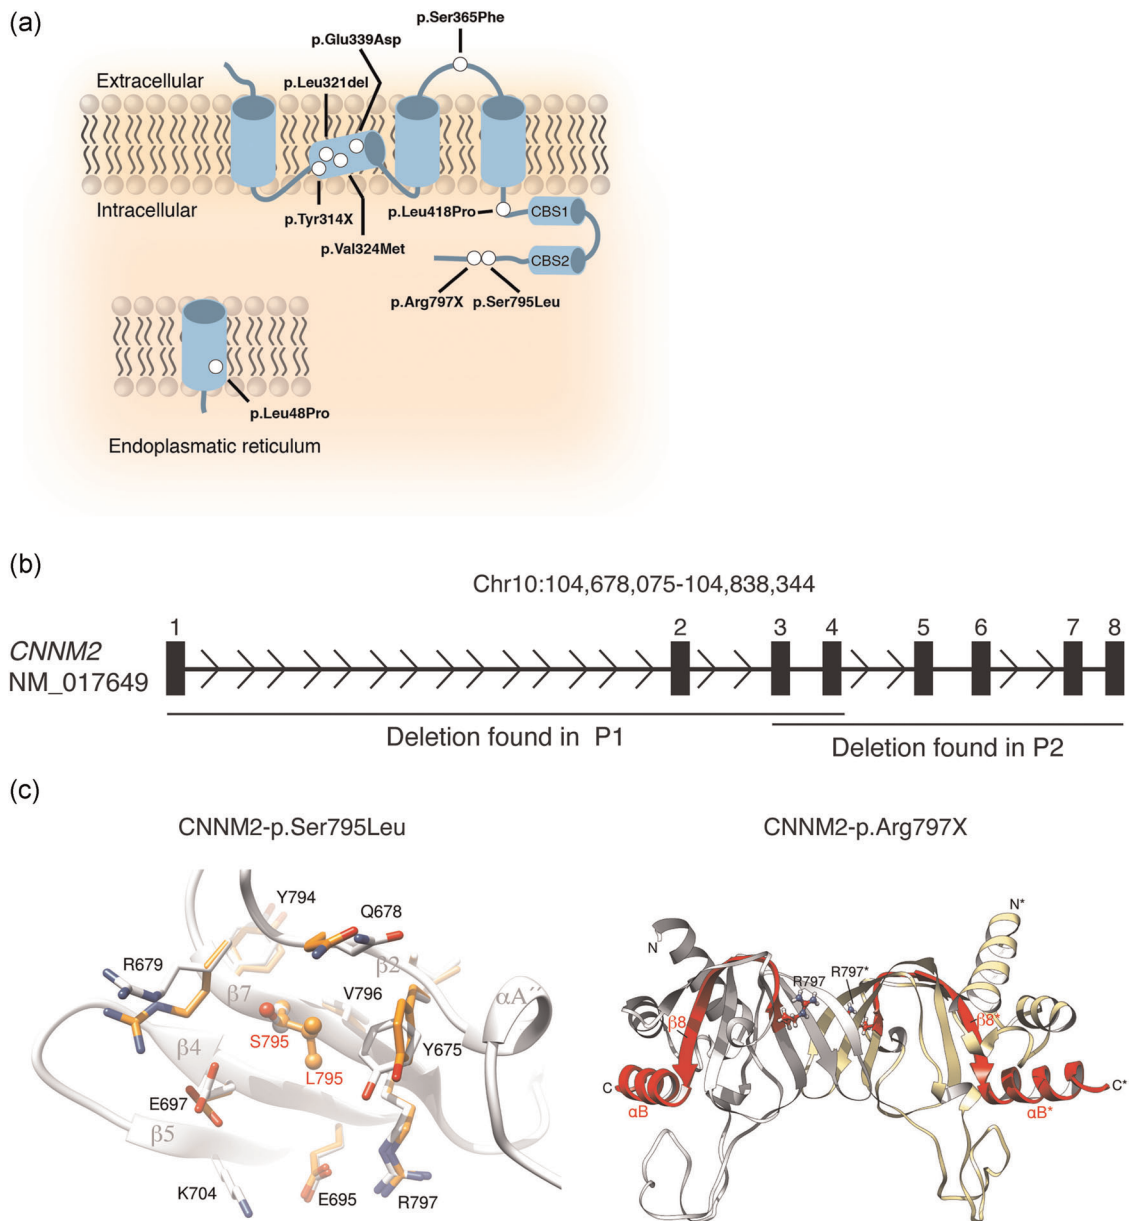 (a)
p.Ser365Phe
p.Glu339Asp
p.Leu321del
Extracellular
Intracellular
p.Tyr314X
p.Leu418Pro
CBS1
p.Val324Met
CBS2
p.Arg797X
p.Ser795Leu
p.Leu48Pro
Endoplasmatic reticulum
(b)
Chr10:104,678,075-104,838,344
1 2 3 4 5 6 7 8
CNNM2
NM_017649
Deletion found in P1
Deletion found in P2
(c)
CNNM2-p.Ser795Leu
Y794
Q678
R679
β2
β7
V796
αA´´
S795
β4
Y675
L795
E697
β5
K704
E695
R797
CNNM2-p.Arg797X
N*
N
R797
R797*
β8
β8*
C
αB
αB*
C*